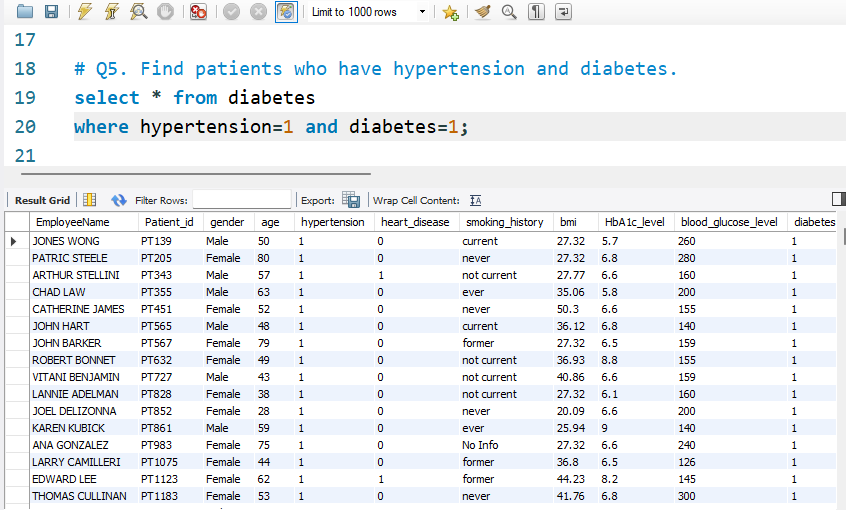 Limit to 1000 rows
17
18 # Q5. Find patients who have hypertension and diabetes.
19 select * from diabetes
20 where hypertension=1 and diabetes=1;
21
Result Grid Filter Rows: Export: Wrap Cell Content:
EmployeeName Patient_id gender age hypertension heart_disease smoking_history bmi HbA1c_level blood_glucose_level diabetes
JONES WONG PT139 Male 50 1 0 current 27.32 5.7 260 1
PATRIC STEELE PT205 Female 80 1 0 never 27.32 6.8 280 1
ARTHUR STELLINI PT343 Male 57 1 1 not current 27.77 6.6 160 1
CHAD LAW PT355 Male 63 1 0 ever 35.06 5.8 200 1
CATHERINE JAMES PT451 Female 52 1 0 never 50.3 6.6 155 1
JOHN HART PT565 Male 48 1 0 current 36.12 6.8 140 1
JOHN BARKER PT567 Female 79 1 0 former 27.32 6.5 159 1
ROBERT BONNET PT632 Female 49 1 0 not current 36.93 8.8 155 1
VITANI BENJAMIN PT727 Male 43 1 0 not current 40.86 6.6 159 1
LANNIE ADELMAN PT828 Female 38 1 0 not current 27.32 6.1 160 1
JOEL DELIZONNA PT852 Female 28 1 0 never 20.09 6.6 200 1
KAREN KUBICK PT861 Male 59 1 0 ever 25.94 9 140 1
ANA GONZALEZ PT983 Female 75 1 0 No Info 27.32 6.6 240 1
LARRY CAMILLERI PT1075 Female 44 1 0 former 36.8 6.5 126 1
EDWARD LEE PT1123 Female 62 1 1 former 44.23 8.2 145 1
THOMAS CULLINAN PT1183 Female 53 1 0 never 41.76 6.8 300 1